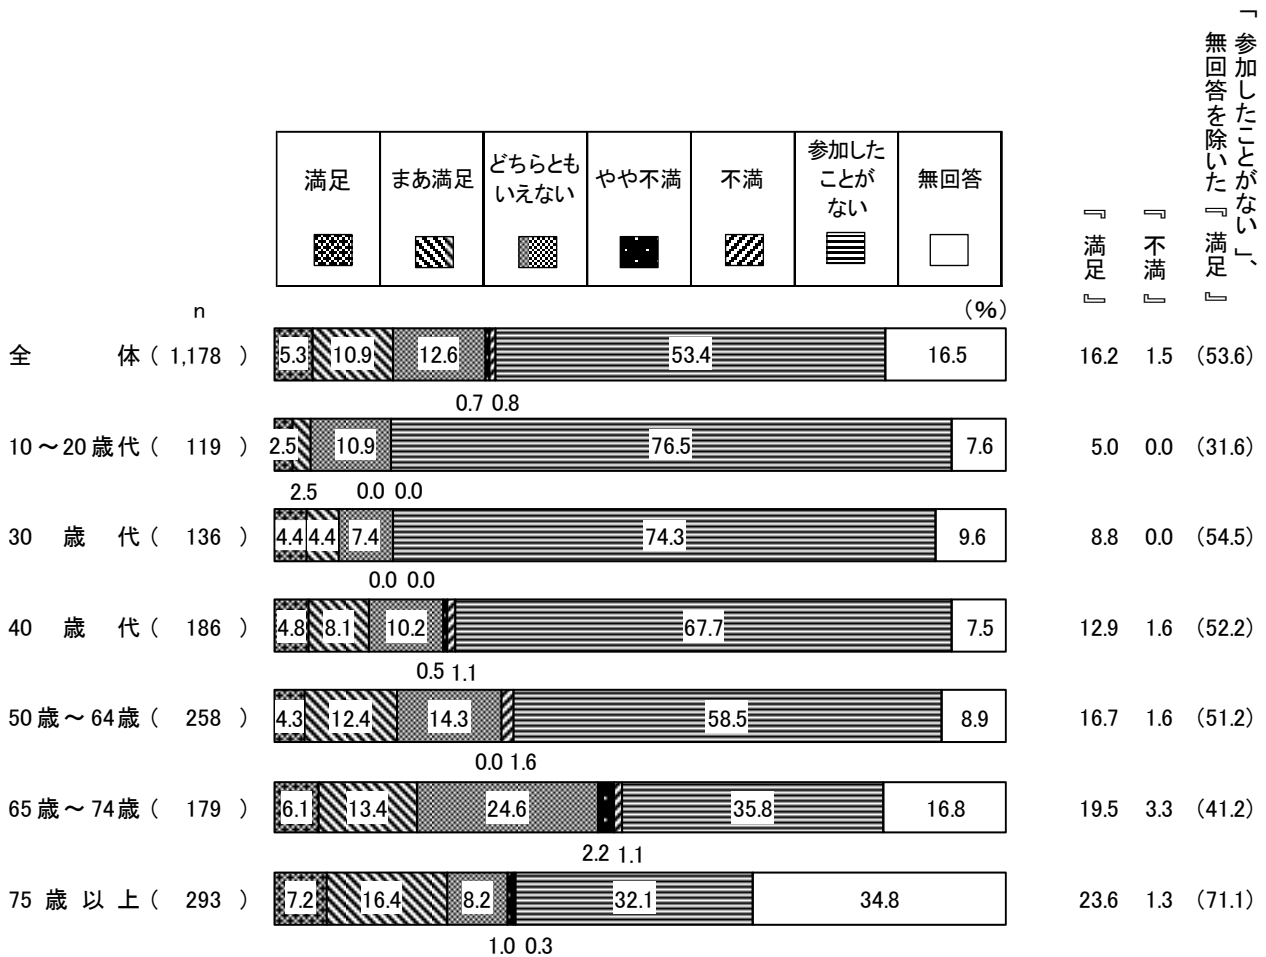 「参加したことがない」、
無回答を除いた『満足』
満足
まあ満足
どちらとも
いえない
やや不満
不満
参加した
ことが
ない
無回答
『満足』
『不満』
n
(%)
全体( 1,178 ) 5.3 10.9 12.6 53.4 16.5 16.2 1.5 (53.6)
0.7 0.8
10～20歳代( 119 ) 2.5 10.9 76.5 7.6 5.0 0.0 (31.6)
2.5 0.0 0.0
30歳代( 136 ) 4.4 4.4 7.4 74.3 9.6 8.8 0.0 (54.5)
0.0 0.0
40歳代( 186 ) 4.8 8.1 10.2 67.7 7.5 12.9 1.6 (52.2)
0.5 1.1
50歳～64歳( 258 ) 4.3 12.4 14.3 58.5 8.9 16.7 1.6 (51.2)
0.0 1.6
65歳～74歳( 179 ) 6.1 13.4 24.6 35.8 16.8 19.5 3.3 (41.2)
2.2 1.1
75歳以上( 293 ) 7.2 16.4 8.2 32.1 34.8 23.6 1.3 (71.1)
1.0 0.3